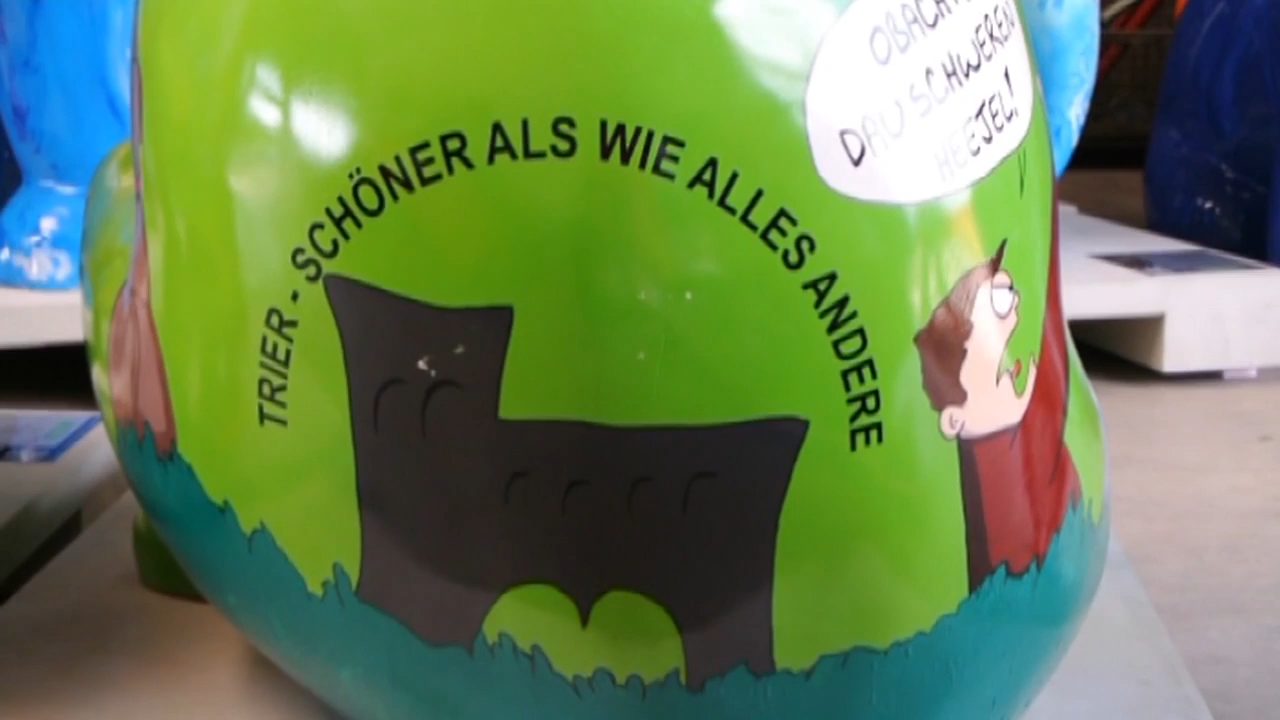 TRIER - SCHÖNER ALS WIE ALLES ANDERE
DAU SCHWEREN
HEEJEL!